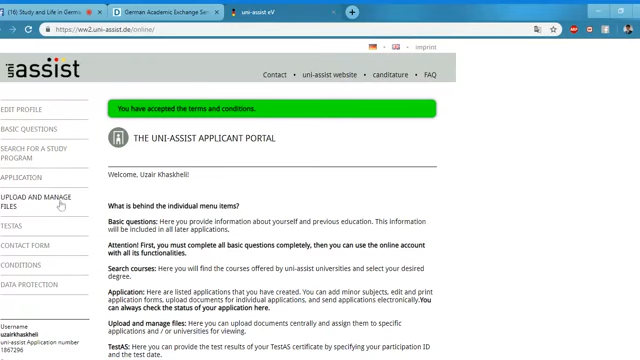 16) Study and Life in Germ
German Academic Exchange Ser
uni-assist eV
https://ww2.uni-assist.de/online/
ABP
imprint
uni assist
Contact • uni-assist website • canditature • FAQ
EDIT PROFILE
BASIC QUESTIONS
SEARCH FOR A STUDY
PROGRAM
APPLICATION
UPLOAD AND MANAGE
FILES
TESTAS
CONTACT FORM
CONDITIONS
DATA PROTECTION
Username
uzairkhaskheli
uni-assist Application number
1867296
You have accepted the terms and conditions.
THE UNI-ASSIST APPLICANT PORTAL
Welcome, Uzair Khaskheli!
What is behind the individual menu items?
Basic questions: Here you provide information about yourself and previous education. This information
will be included in all later applications.
Attention! First, you must complete all basic questions completely, then you can use the online account
with all its functionalities.
Search courses: Here you will find the courses offered by uni-assist universities and select your desired
degree.
Application: Here are listed applications that you have created. You can add minor subjects, edit and print
application forms, upload documents for individual applications, and send applications electronically.You
can always check the status of your application here.
Upload and manage files: Here you can upload documents centrally and assign them to specific
applications and / or universities for viewing.
TestAS: Here you can provide the test results of your TestAS certificate by specifying your participation ID
and the test date.